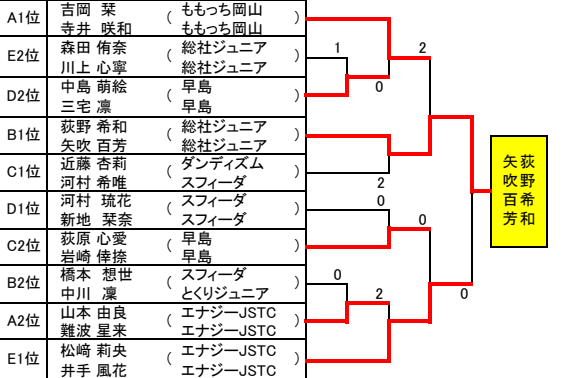 A1位 吉岡 栞 ( ももっち岡山 )
寺井 咲和 ももっち岡山
E2位 森田 侑奈 ( 総社ジュニア ) 1 2
川上 心寧 総社ジュニア
D2位 中島 萌絵 ( 早島 ) 0
三宅 凛 早島
B1位 荻野 希和 ( 総社ジュニア )
矢吹 百芳 総社ジュニア
C1位 近藤 杏莉 ( ダンディズム )
河村 希唯 スフィーダ 2
D1位 河村 琉花 ( スフィーダ ) 0
新地 栞奈 スフィーダ 0
C2位 荻原 心愛 ( 早島 )
岩崎 倖捺 早島
B2位 橋本 想世 ( スフィーダ ) 0
中川 凜 とくりジュニア 2 0
A2位 山本 由良 ( エナジーJSTC )
難波 星来 エナジーJSTC
E1位 松﨑 莉央 ( エナジーJSTC )
井手 風花 エナジーJSTC
荻野希和
矢吹百芳